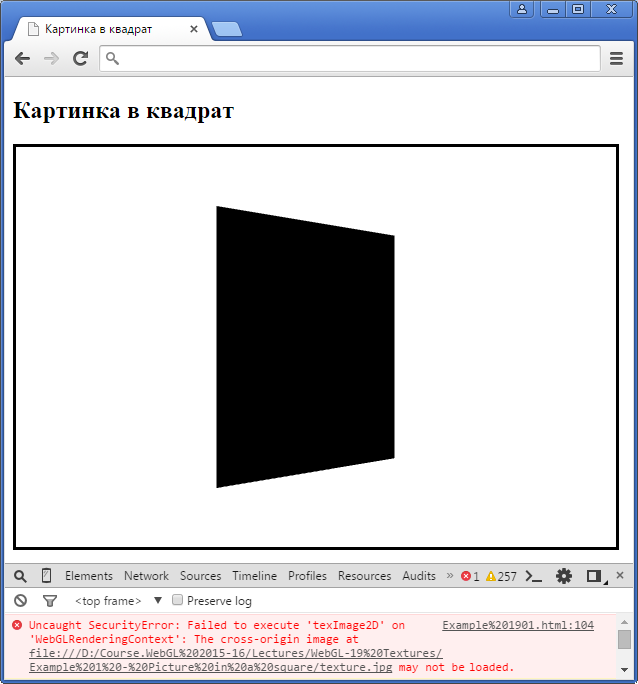 Картинка в квадрат
Картинка в квадрат
Elements Network Sources Timeline Profiles Resources Audits » 1 257
<top frame> Preserve log
Uncaught SecurityError: Failed to execute 'texImage2D' on Example%201901.html:104
'WebGLRenderingContext': The cross-origin image at
file:///D:/Course.WebGL%202015-16/Lectures/WebGL-19%20Textures/
Example%201%20-%20Picture%20in%20a%20square/texture.jpg may not be loaded.